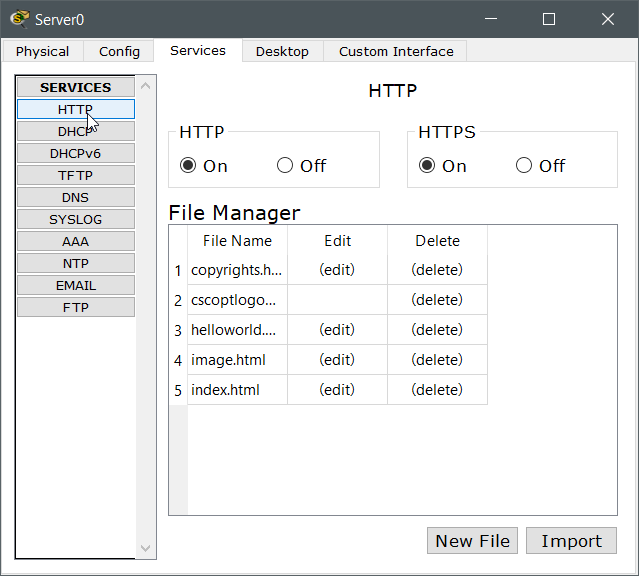 Server0
Physical Config Services Desktop Custom Interface
SERVICES
HTTP
DHCP
DHCPv6
TFTP
DNS
SYSLOG
AAA
NTP
EMAIL
FTP
HTTP
HTTP HTTPS
On Off On Off
File Manager
File Name Edit Delete
1 copyrights.h... (edit) (delete)
2 cscoptlogo... (delete)
3 helloworld.... (edit) (delete)
4 image.html (edit) (delete)
5 index.html (edit) (delete)
New File Import